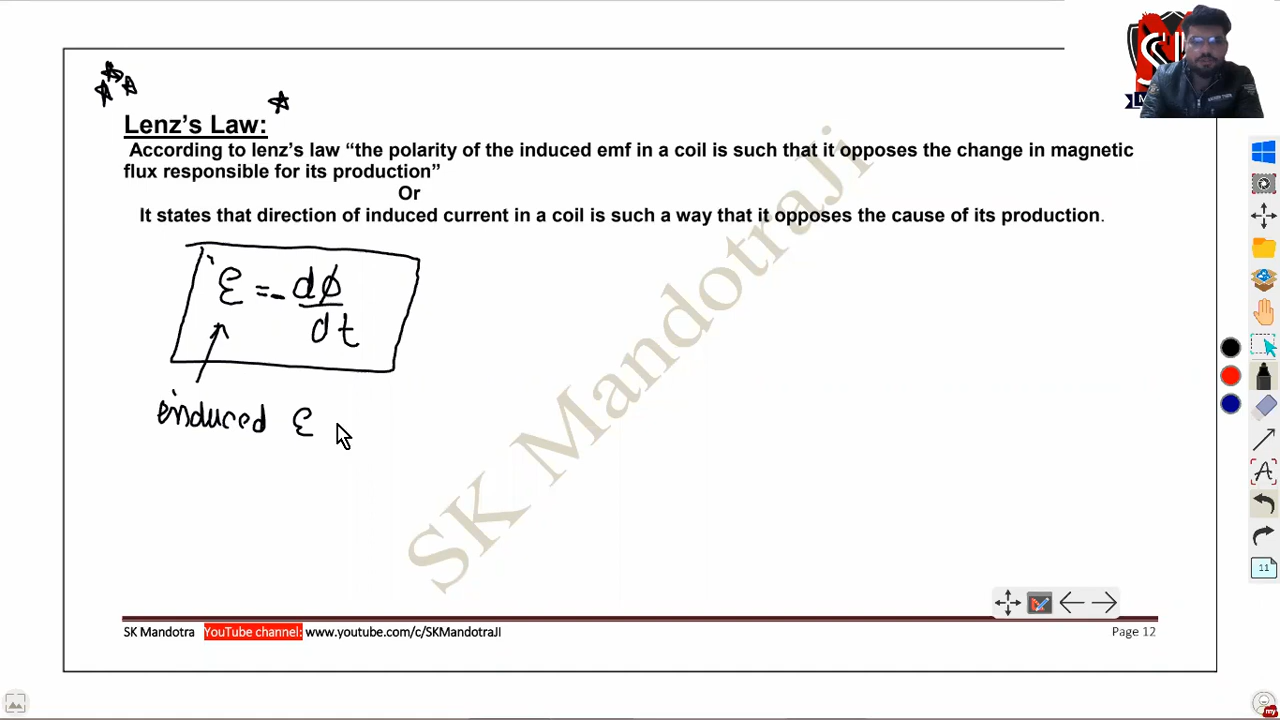 Lenz's Law:
According to lenz's law “the polarity of the induced emf in a coil is such that it opposes the change in magnetic
flux responsible for its production”
Or
It states that direction of induced current in a coil is such a way that it opposes the cause of its production.
ε = - dϕ
dt
induced ε
SK MandotraJi
SK Mandotra YouTube channel: www.youtube.com/c/SKMandotraJI
Page 12
11